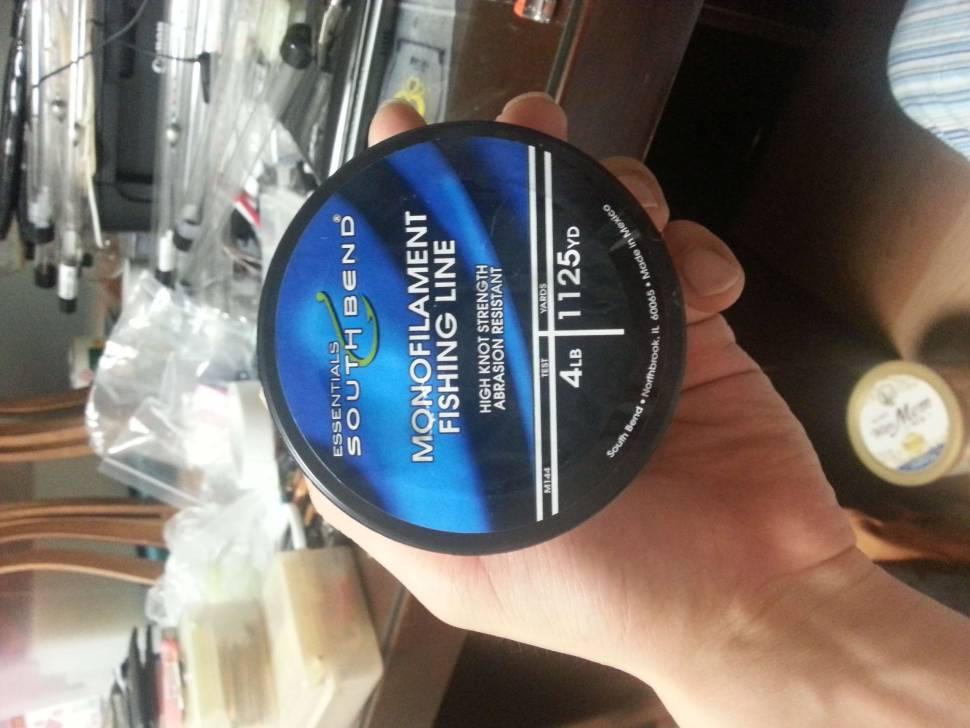 ESSENTIALS
SOUTH BEND®
MONOFILAMENT
FISHING LINE
HIGH KNOT STRENGTH
ABRASION RESISTANT
M144 TEST YARDS
4LB 1125YD
South Bend • Northbrook, IL 60065 • Made in Mexico
Mom